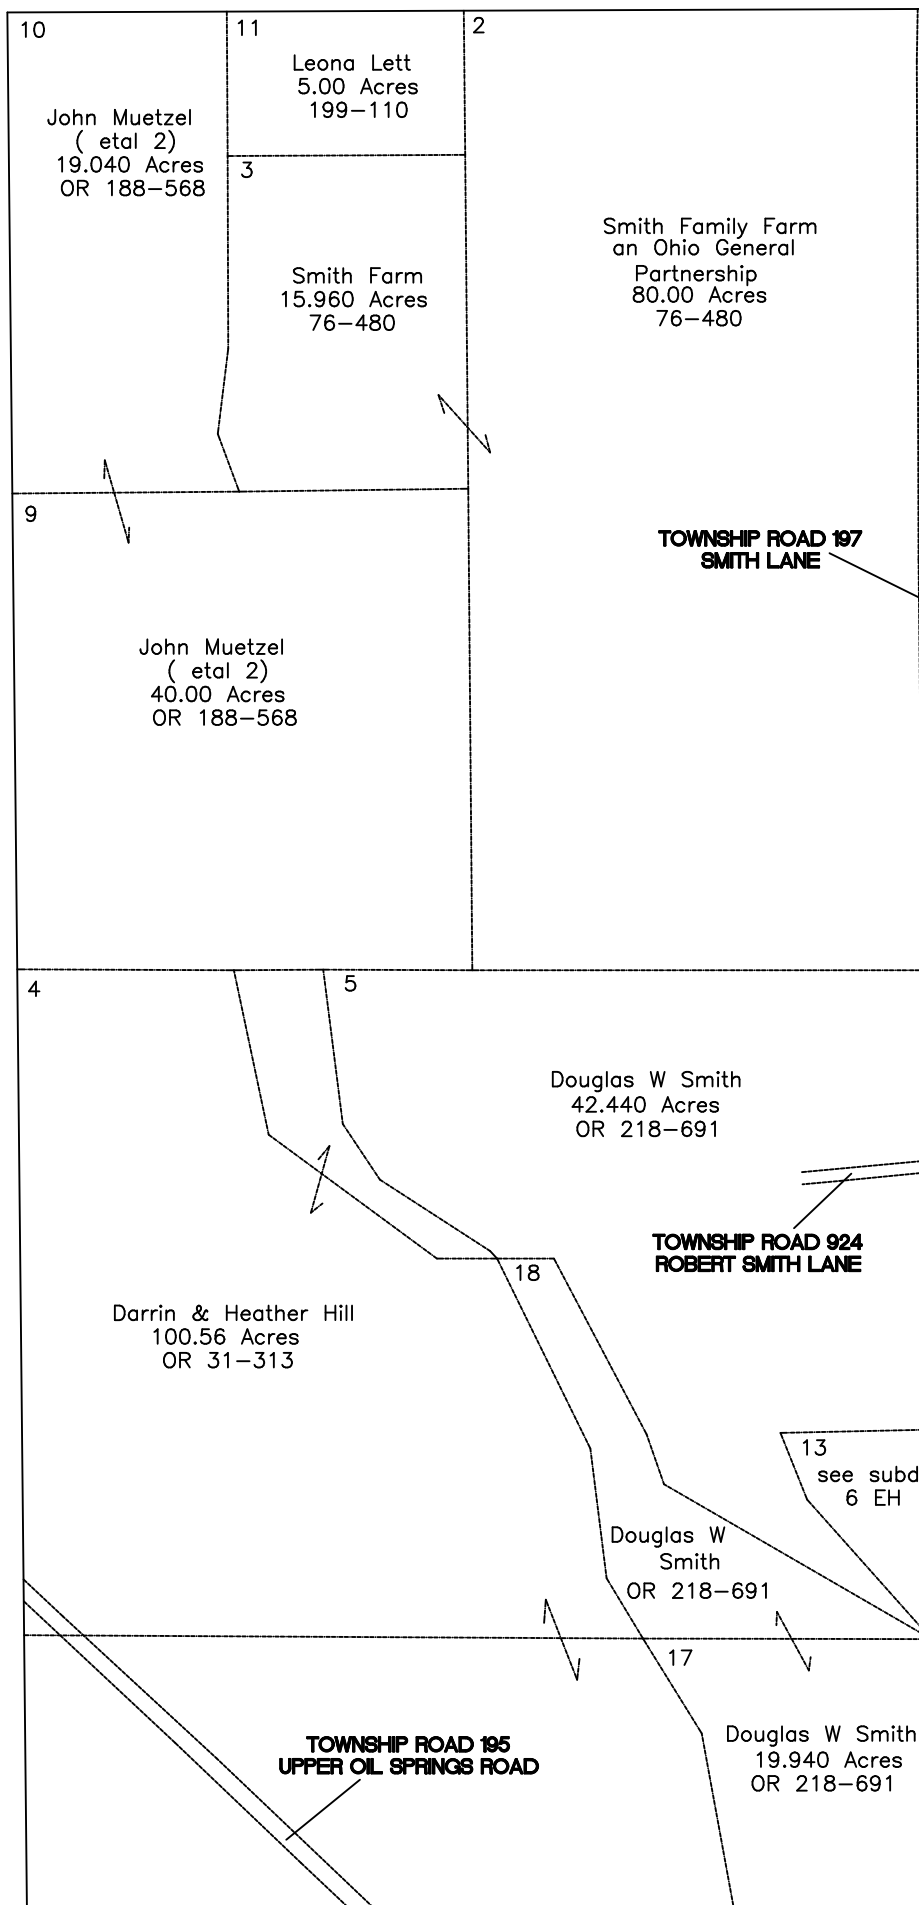 10
11
2
Leona Lett
5.00 Acres
199-110
John Muetzel
( etal 2)
19.040 Acres
OR 188-568
3
Smith Farm
15.960 Acres
76-480
Smith Family Farm
an Ohio General
Partnership
80.00 Acres
76-480
9
TOWNSHIP ROAD 197
SMITH LANE
John Muetzel
( etal 2)
40.00 Acres
OR 188-568
4
5
Douglas W Smith
42.440 Acres
OR 218-691
TOWNSHIP ROAD 924
ROBERT SMITH LANE
18
Darrin & Heather Hill
100.56 Acres
OR 31-313
13
see subd
6 EH
Douglas W
Smith
OR 218-691
17
Douglas W Smith
19.940 Acres
OR 218-691
TOWNSHIP ROAD 195
UPPER OIL SPRINGS ROAD